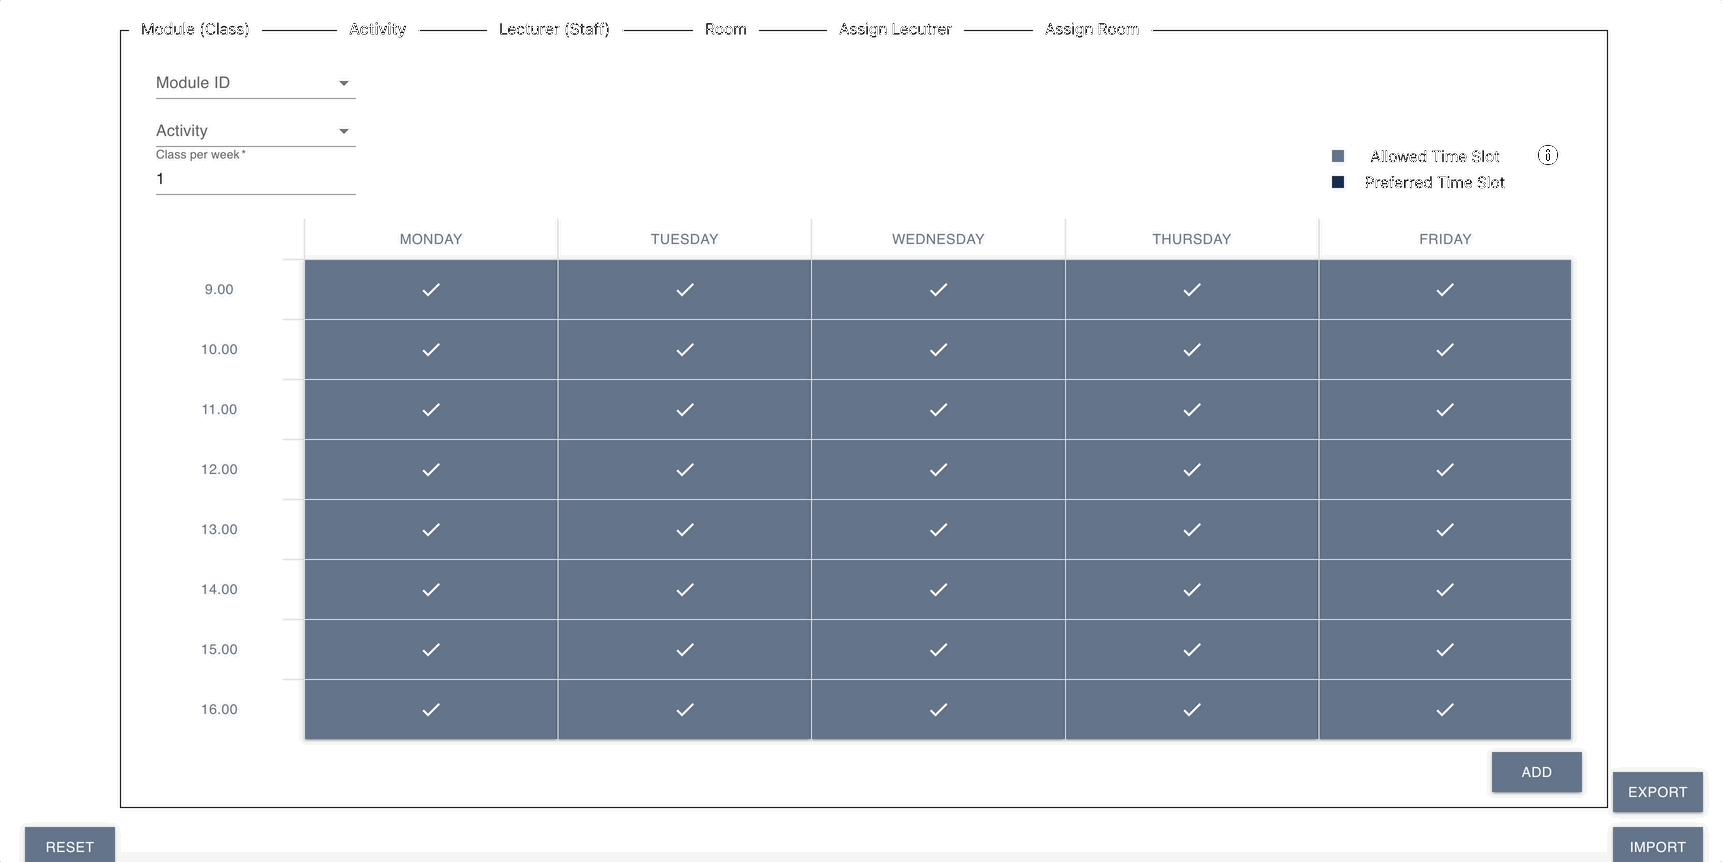 Module (Class) Activity Lecturer (Staff) Room Assign Lecutrer Assign Room
Module ID
Activity
Class per week *
1
Allowed Time Slot
Preferred Time Slot
MONDAY TUESDAY WEDNESDAY THURSDAY FRIDAY
9.00
10.00
11.00
12.00
13.00
14.00
15.00
16.00
ADD
EXPORT
RESET
IMPORT